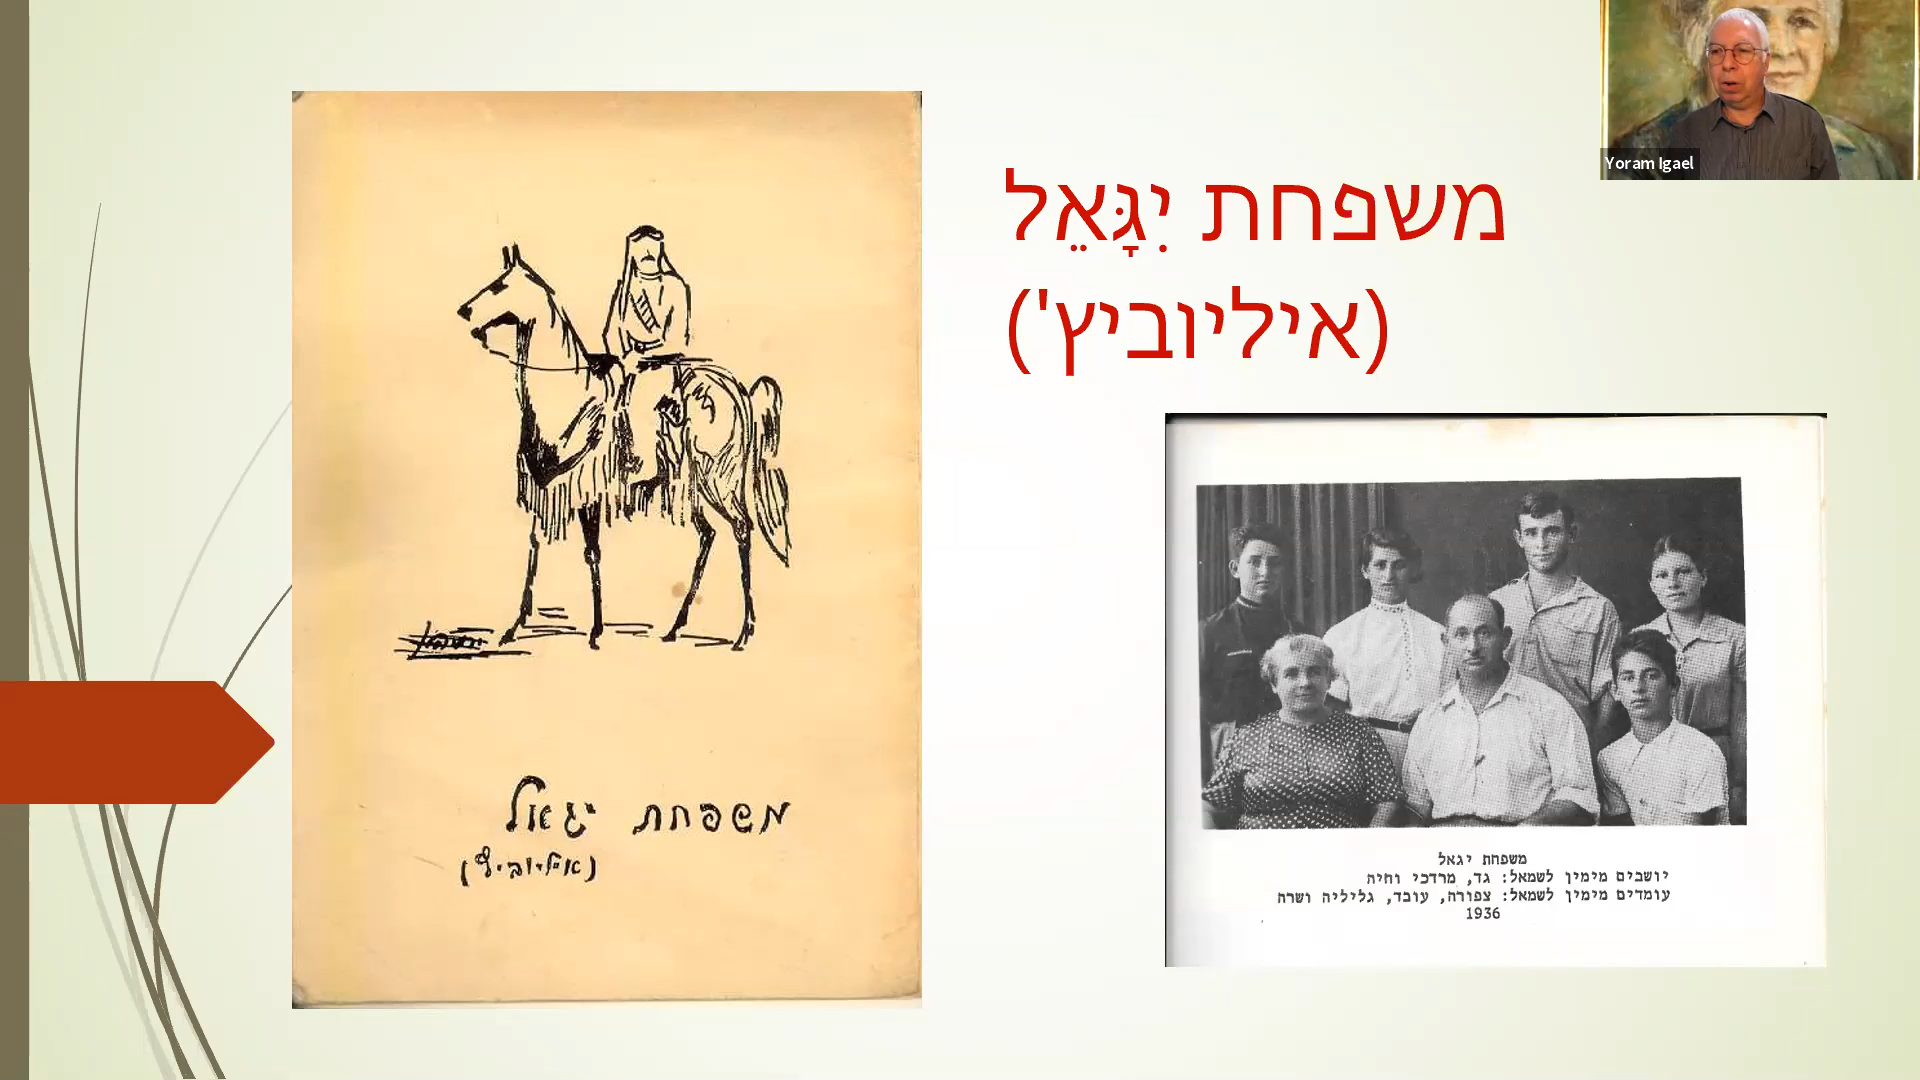 משפחת יִגָּאֵל
(איליוביץ')
Yoram Igael
משפחת יגאל
(איליוביץ)
משפחת יגאל
יושבים מימין לשמאל: גד, מרדכי וחיה
עומדים מימין לשמאל: צפורה, עובד, גליליה ושרה
1936